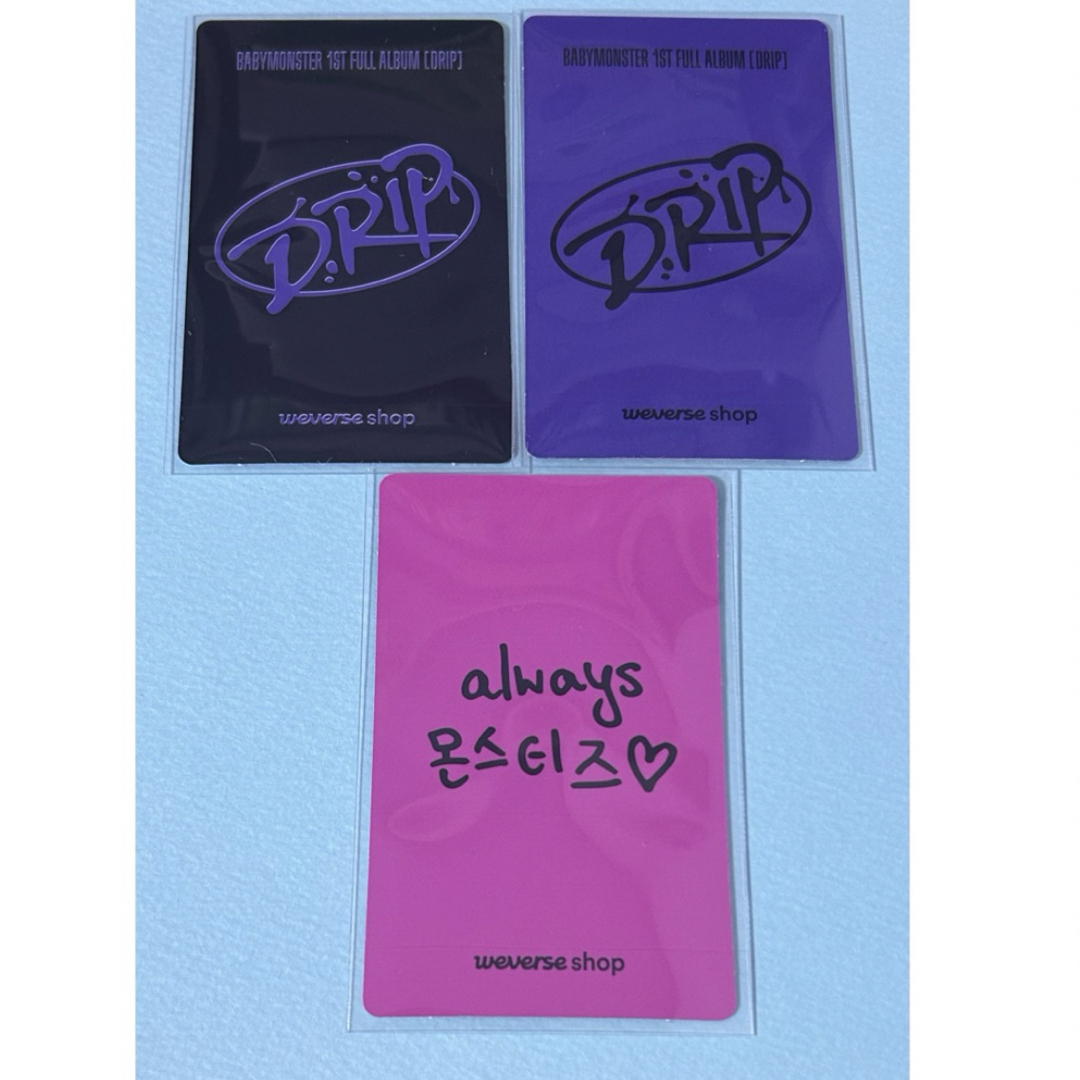 BABYMONSTER 1ST FULL ALBUM [DRIP]
DRIP
weverse shop
BABYMONSTER 1ST FULL ALBUM [DRIP]
DRIP
weverse shop
always
몬스터즈♡
weverse shop